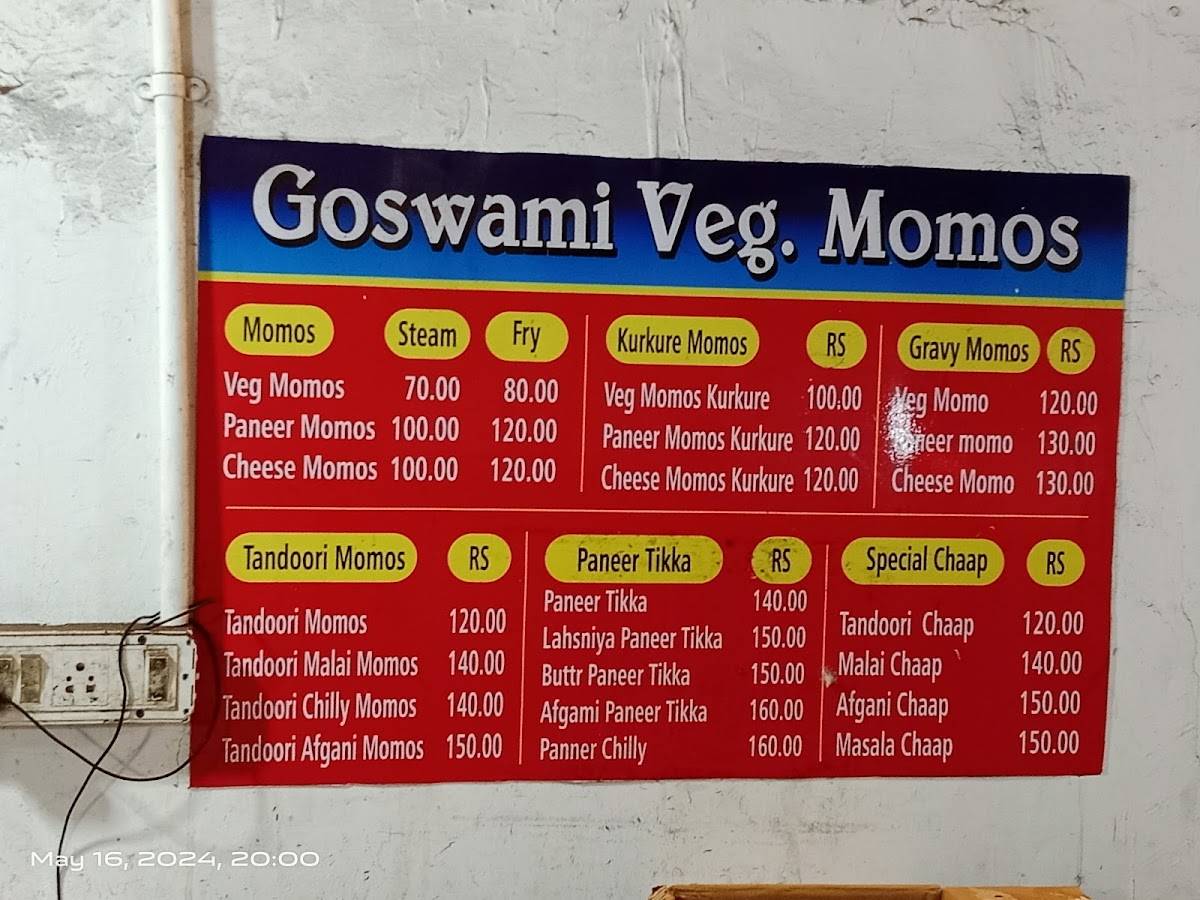 Goswami Veg. Momos
Momos Steam Fry
Veg Momos 70.00 80.00
Paneer Momos 100.00 120.00
Cheese Momos 100.00 120.00
Kurkure Momos RS
Veg Momos Kurkure 100.00
Paneer Momos Kurkure 120.00
Cheese Momos Kurkure 120.00
Gravy Momos RS
Veg Momo 120.00
Paneer momo 130.00
Cheese Momo 130.00
Tandoori Momos RS
Tandoori Momos 120.00
Tandoori Malai Momos 140.00
Tandoori Chilly Momos 140.00
Tandoori Afgani Momos 150.00
Paneer Tikka RS
Paneer Tikka 140.00
Lahsniya Paneer Tikka 150.00
Buttr Paneer Tikka 150.00
Afgami Paneer Tikka 160.00
Panner Chilly 160.00
Special Chaap RS
Tandoori Chaap 120.00
Malai Chaap 140.00
Afgani Chaap 150.00
Masala Chaap 150.00
May 16, 2024, 20:00